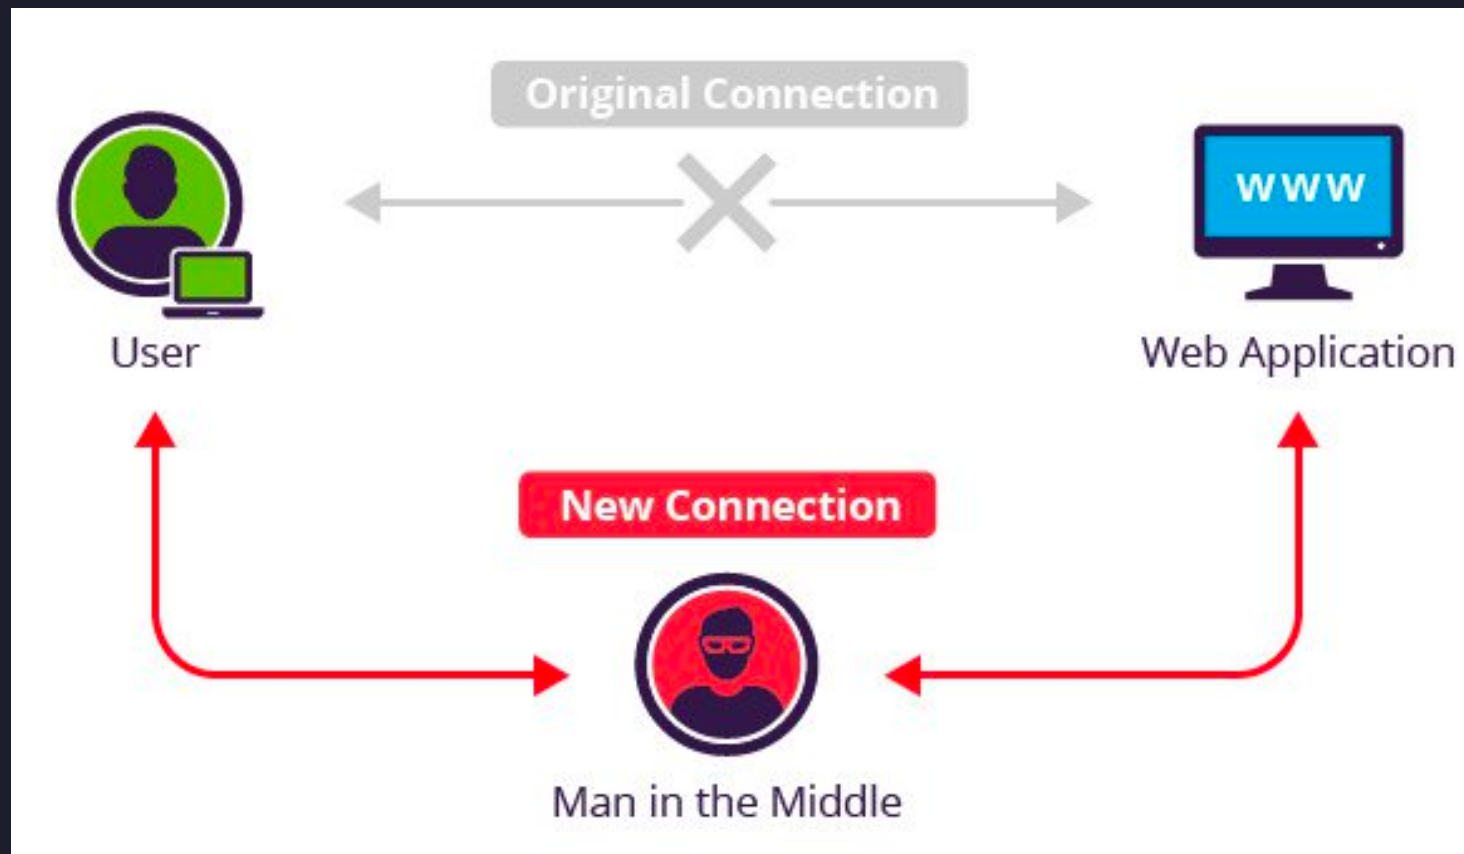 Original Connection
WWW
User
Web Application
New Connection
Man in the Middle